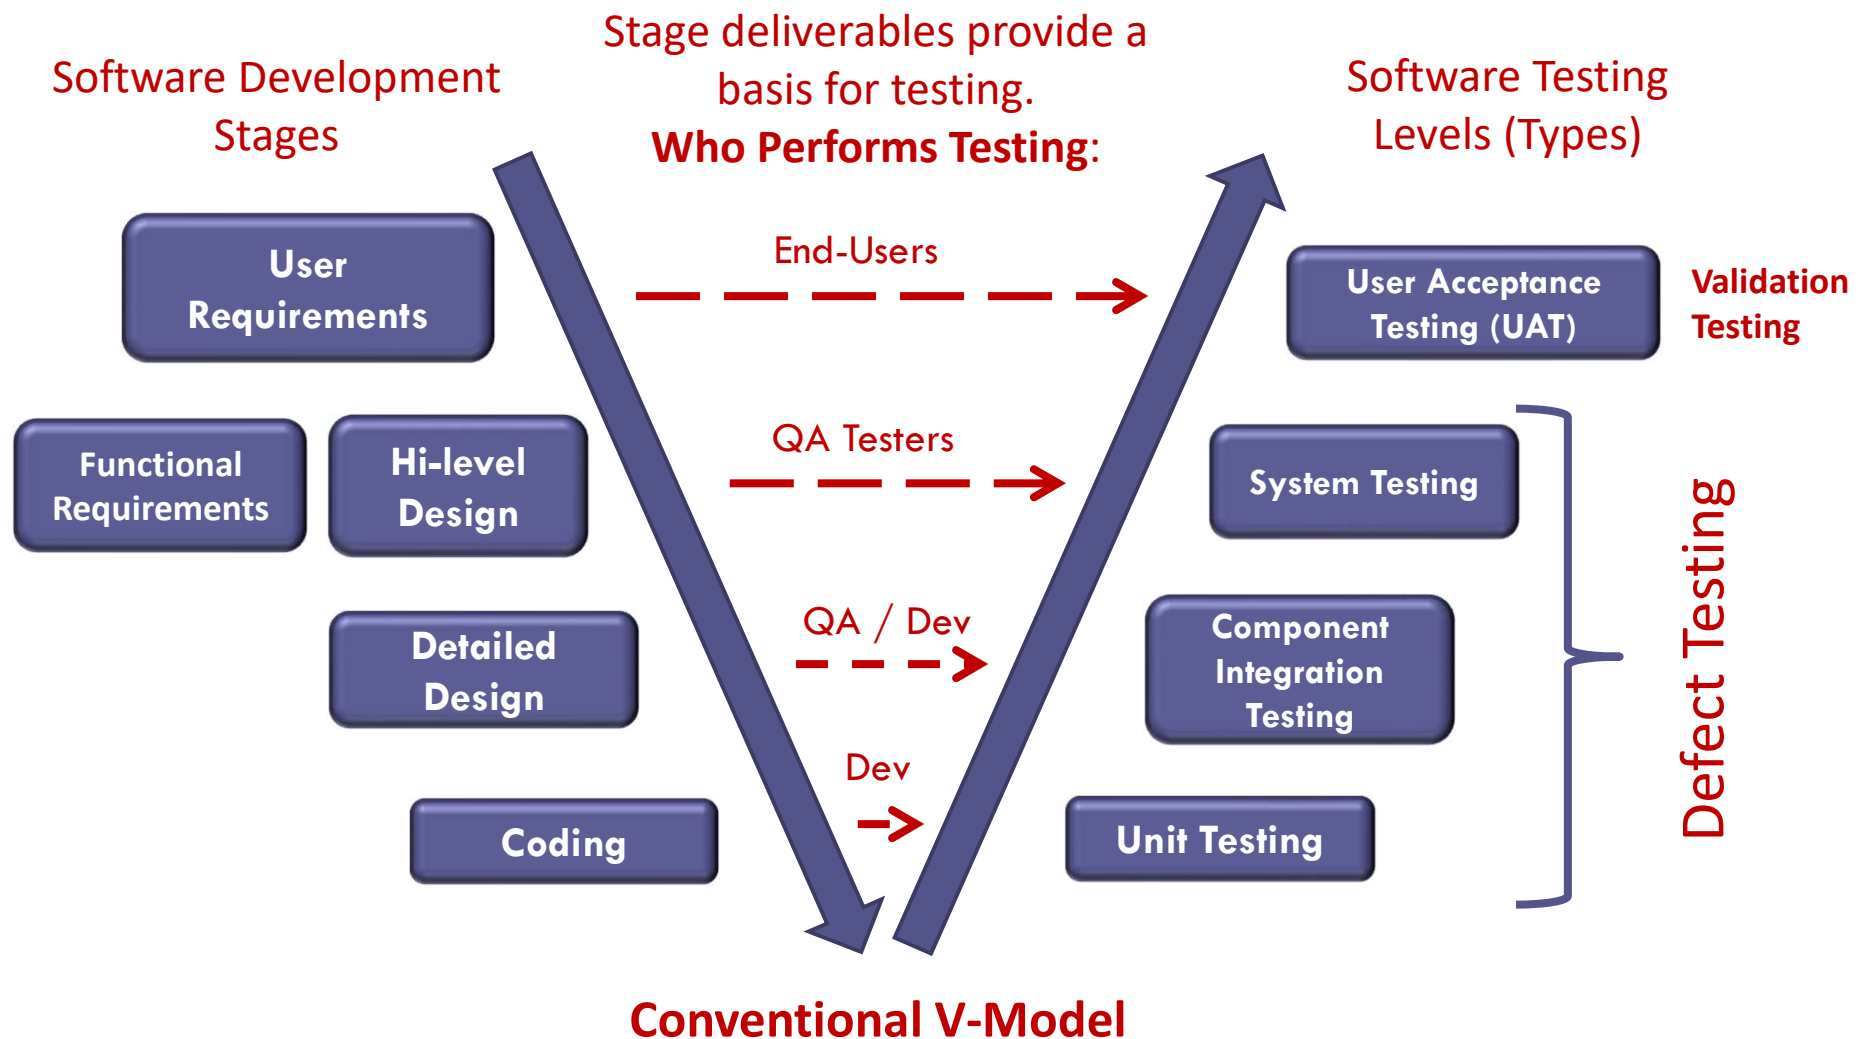 Software Development
Stages
Stage deliverables provide a
basis for testing.
Who Performs Testing:
Software Testing
Levels (Types)
User
Requirements
End-Users
User Acceptance
Testing (UAT)
Validation
Testing
Functional
Requirements
Hi-level
Design
QA Testers
System Testing
Detailed
Design
QA / Dev
Component
Integration
Testing
Defect Testing
Coding
Dev
Unit Testing
Conventional V-Model